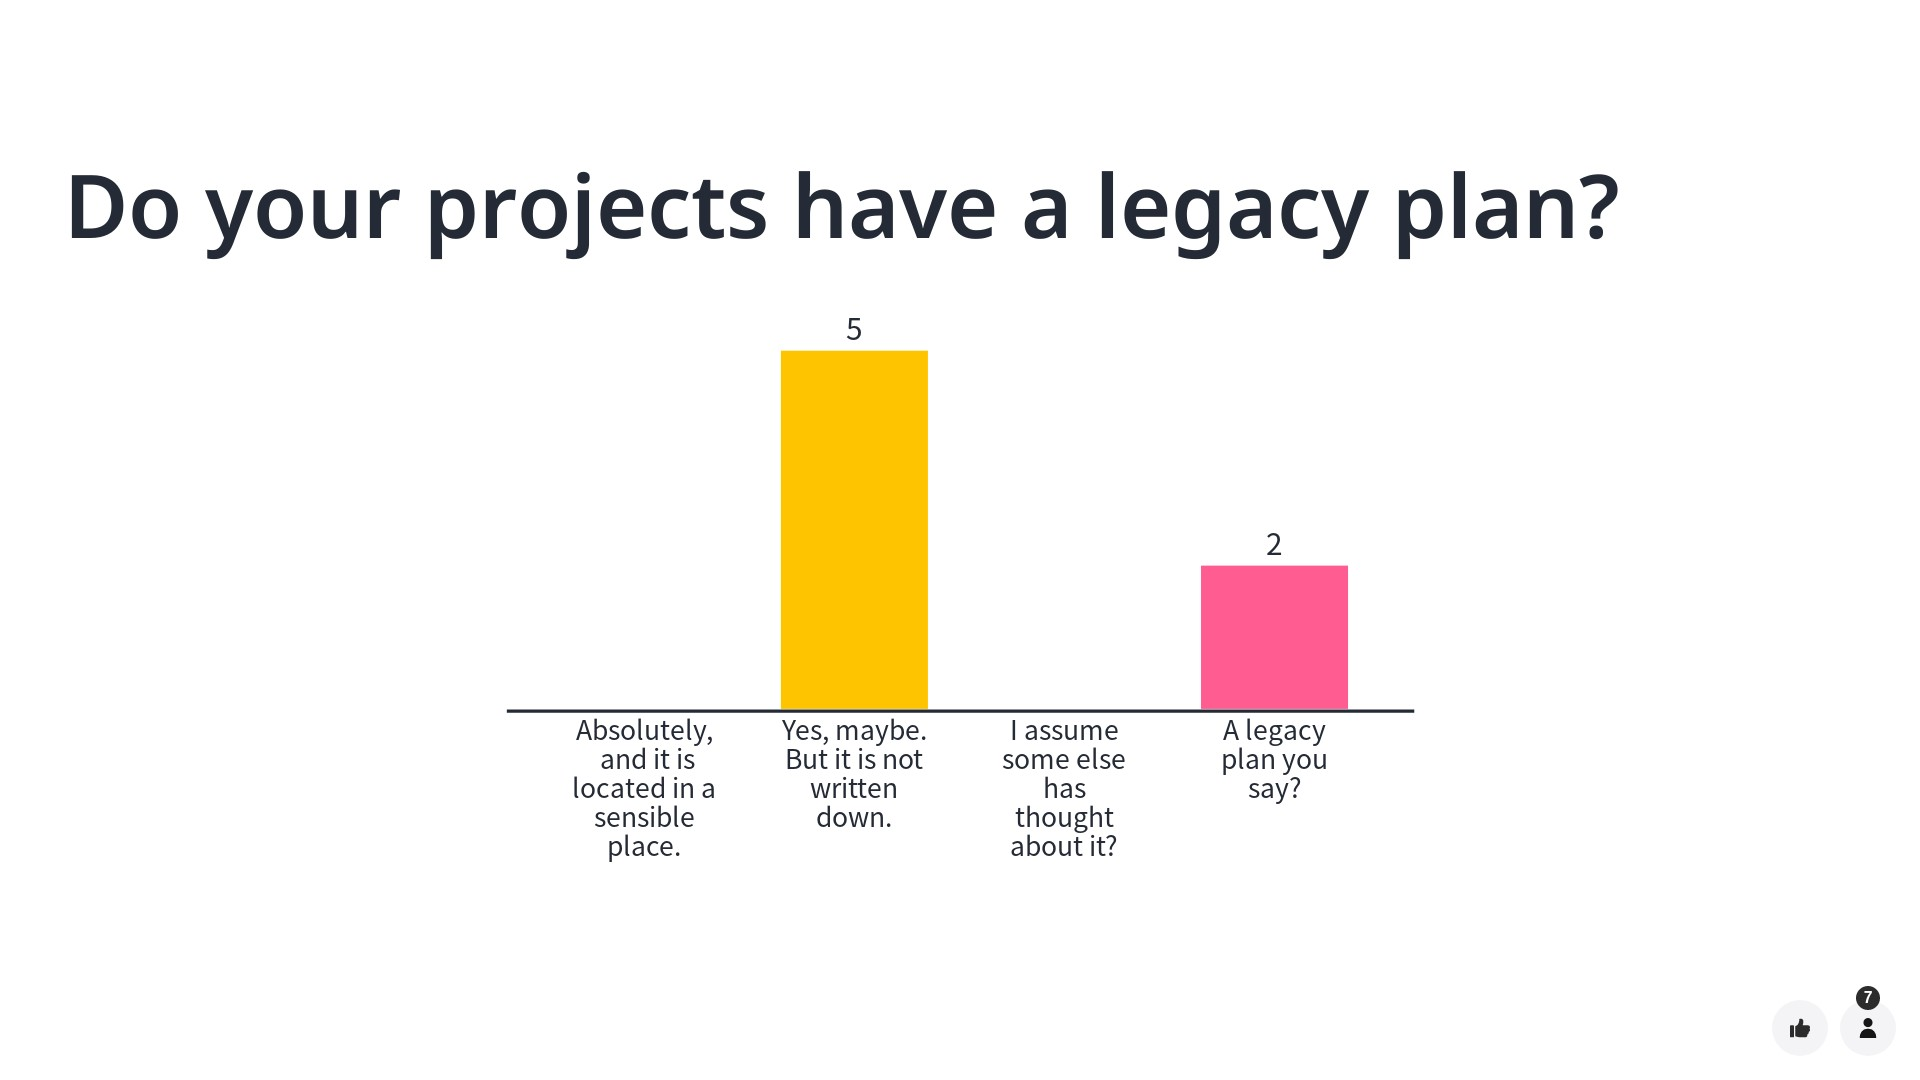 Do your projects have a legacy plan?
5
2
Absolutely,
and it is
located in a
sensible
place.
Yes, maybe.
But it is not
written
down.
I assume
some else
has
thought
about it?
A legacy
plan you
say?
7